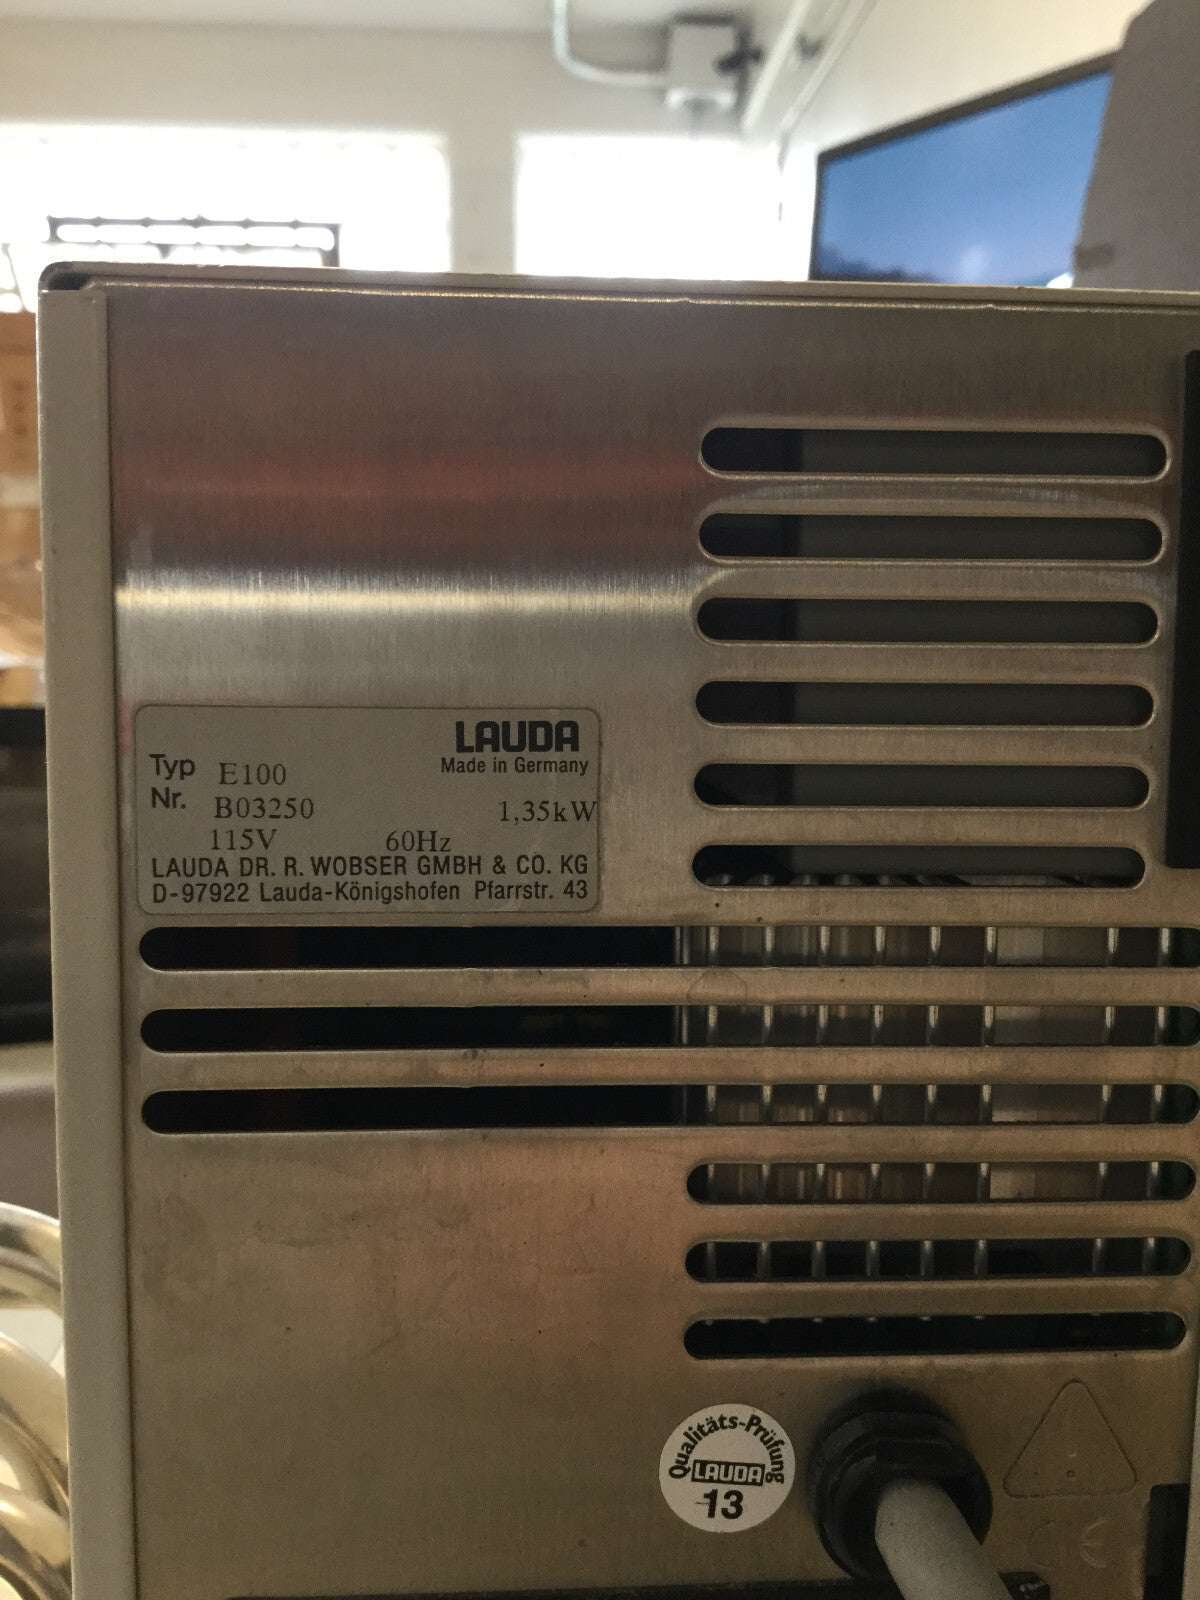 LAUDA
Made in Germany
Typ E100
Nr. B03250 1,35kW
115V 60Hz
LAUDA DR. R. WOBSER GMBH & CO. KG
D-97922 Lauda-Königshofen Pfarrstr. 43
Qualitäts-Prüfung
LAUDA
13
CE